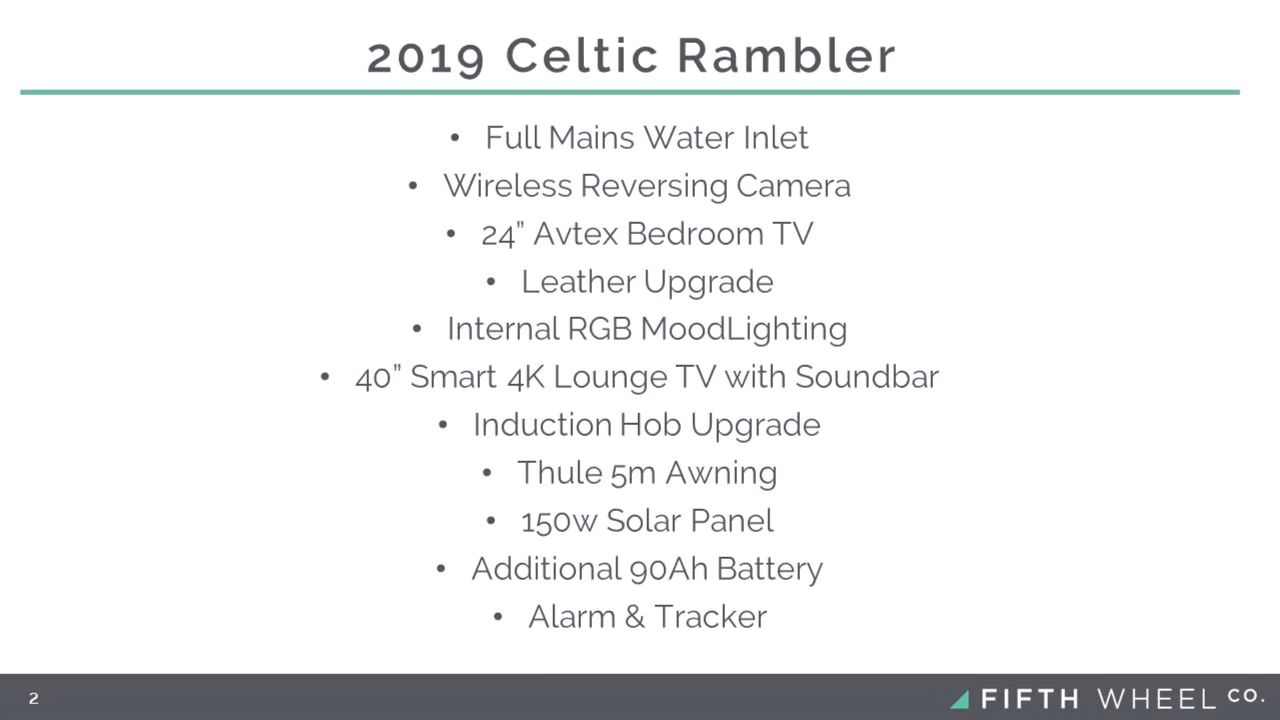 2019 Celtic Rambler
• Full Mains Water Inlet
• Wireless Reversing Camera
• 24” Avtex Bedroom TV
• Leather Upgrade
• Internal RGB MoodLighting
• 40” Smart 4K Lounge TV with Soundbar
• Induction Hob Upgrade
• Thule 5m Awning
• 150w Solar Panel
• Additional 90Ah Battery
• Alarm & Tracker
2
FIFTH WHEEL CO.